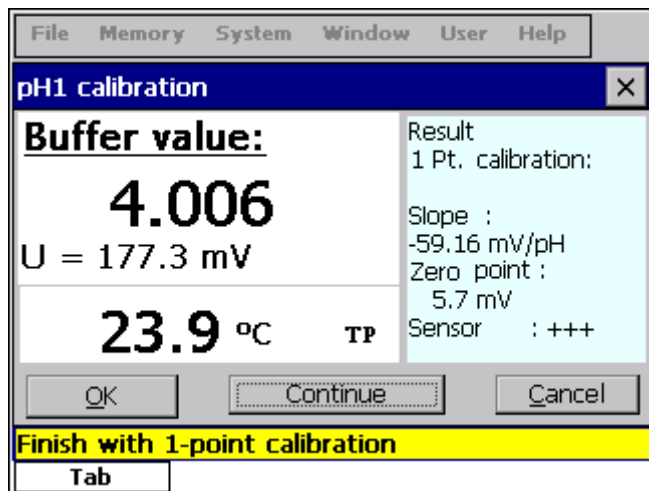 File Memory System Window User Help
pH1 calibration
Buffer value:
4.006
U = 177.3 mV
23.9 ºC TP
Result
1 Pt. calibration:
Slope :
-59.16 mV/pH
Zero point :
5.7 mV
Sensor : +++
OK Continue Cancel
Finish with 1-point calibration
Tab